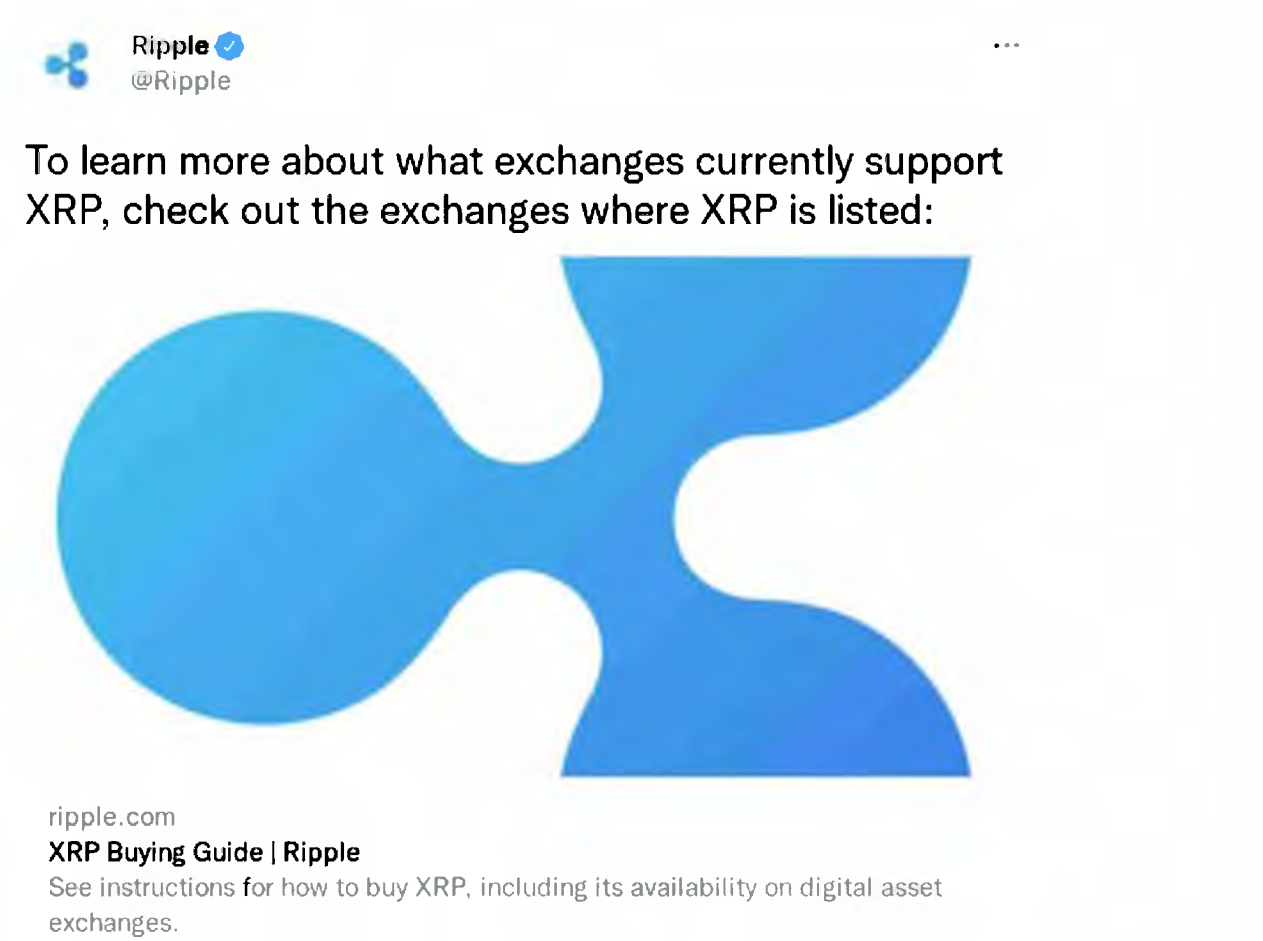 Ripple
@Ripple
To learn more about what exchanges currently support
XRP, check out the exchanges where XRP is listed:
ripple.com
XRP Buying Guide | Ripple
See instructions for how to buy XRP, including its availability on digital asset
exchanges.